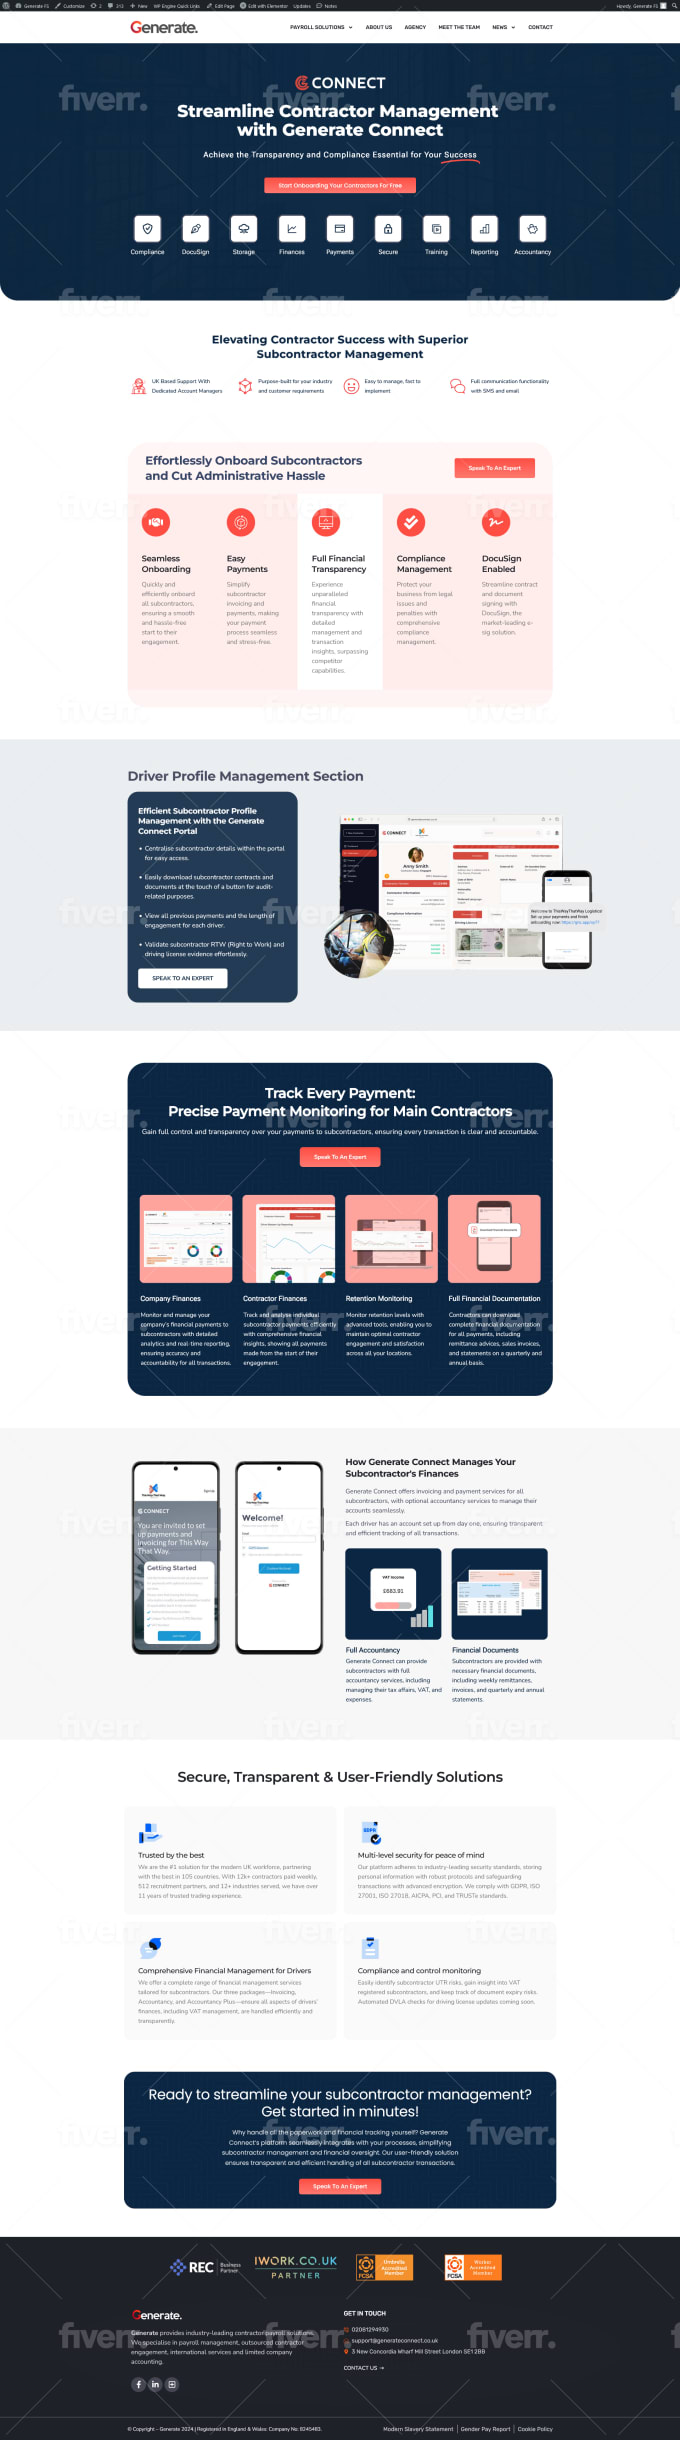 Generate FS Customize 2 313 New WP Engine Quick Links Edit Page Edit with Elementor Updates Notes Howdy, Generate FS
Generate.
PAYROLL SOLUTIONS ABOUT US AGENCY MEET THE TEAM NEWS CONTACT
CONNECT
Streamline Contractor Management
with Generate Connect
Achieve the Transparency and Compliance Essential for Your Success
Start Onboarding Your Contractors For Free
Compliance DocuSign Storage Finances Payments Secure Training Reporting Accountancy
Elevating Contractor Success with Superior
Subcontractor Management
UK Based Support With
Dedicated Account Managers
Purpose-built for your industry
and customer requirements
Easy to manage, fast to
implement
Full communication functionality
with SMS and email
Effortlessly Onboard Subcontractors
and Cut Administrative Hassle
Speak To An Expert
Seamless
Onboarding
Quickly and
efficiently onboard
all subcontractors,
ensuring a smooth
and hassle-free
start to their
engagement.
Easy
Payments
Simplify
subcontractor
invoicing and
payments, making
your payment
process seamless
and stress-free.
Full Financial
Transparency
Experience
unparalleled
financial
transparency with
detailed
management and
transaction
insights, surpassing
competitor
capabilities.
Compliance
Management
Protect your
business from legal
issues and
penalties with
comprehensive
compliance
management.
DocuSign
Enabled
Streamline contract
and document
signing with
DocuSign, the
market-leading e-
sig solution.
Driver Profile Management Section
Efficient Subcontractor Profile
Management with the Generate
Connect Portal
• Centralise subcontractor details within the portal
for easy access.
• Easily download subcontractor contracts and
documents at the touch of a button for audit-
related purposes.
• View all previous payments and the length of
engagement for each driver.
• Validate subcontractor RTW (Right to Work) and
driving license evidence effortlessly.
SPEAK TO AN EXPERT
CONNECT
Amy Smith
Welcome to ThisWayThatWay Logistics!
Set up your payments and finish
Track Every Payment:
Precise Payment Monitoring for Main Contractors
Gain full control and transparency over your payments to subcontractors, ensuring every transaction is clear and accountable.
Speak To An Expert
Company Finances
Monitor and manage your
company's financial payments to
subcontractors with detailed
analytics and real-time reporting,
ensuring accuracy and
accountability for all transactions.
Contractor Finances
Track and analyse individual
subcontractor payments efficiently
with comprehensive financial
insights, showing all payments
made from the start of their
engagement.
Retention Monitoring
Monitor retention levels with
advanced tools, enabling you to
maintain optimal contractor
engagement and satisfaction
across all your locations.
Download Financial Documents
Full Financial Documentation
Contractors can download
complete financial documentation
for all payments, including
remittance advices, sales invoices,
and statements on a quarterly and
annual basis.
CONNECT
You are invited to set
up payments and
invoicing for This Way
That Way.
Getting Started
Welcome!
CONNECT
How Generate Connect Manages Your
Subcontractor's Finances
Generate Connect offers invoicing and payment services for all
subcontractors, with optional accountancy services to manage their
accounts seamlessly.
Each driver has an account set up from day one, ensuring transparent
and efficient tracking of all transactions.
VAT Income
£683.91
Full Accountancy
Generate Connect can provide
subcontractors with full
accountancy services, including
managing their tax affairs, VAT, and
expenses.
Financial Documents
Subcontractors are provided with
necessary financial documents,
including weekly remittances,
invoices, and quarterly and annual
statements.
Secure, Transparent & User-Friendly Solutions
Trusted by the best
We are the #1 solution for the modern UK workforce, partnering
with the best in 105 countries. With 12k+ contractors paid weekly,
512 recruitment partners, and 12+ industries served, we have over
11 years of trusted trading experience.
GDPR
Multi-level security for peace of mind
Our platform adheres to industry-leading security standards, storing
personal information with robust protocols and safeguarding
transactions with advanced encryption. We comply with GDPR, ISO
27001, ISO 27018, AICPA, PCI, and TRUSTe standards.
Comprehensive Financial Management for Drivers
We offer a complete range of financial management services
tailored for subcontractors. Our three packages—Invoicing,
Accountancy, and Accountancy Plus—ensure all aspects of drivers'
finances, including VAT management, are handled efficiently and
transparently.
Compliance and control monitoring
Easily identify subcontractor UTR risks, gain insight into VAT
registered subcontractors, and keep track of document expiry risks.
Automated DVLA checks for driving license updates coming soon.
Ready to streamline your subcontractor management?
Get started in minutes!
Why handle all the paperwork and financial tracking yourself? Generate
Connect's platform seamlessly integrates with your processes, simplifying
subcontractor management and financial oversight. Our user-friendly solution
ensures transparent and efficient handling of all subcontractor transactions.
Speak To An Expert
REC Business
Partner
IWORK.CO.UK
PARTNER
FCSA Umbrella
Accredited
Member
FCSA Worker
Accredited
Member
Generate.
Generate provides industry-leading contractor payroll solutions.
We specialise in payroll management, outsourced contractor
engagement, international services and limited company
accounting.
GET IN TOUCH
02081294930
support@generateconnect.co.uk
3 New Concordia Wharf Mill Street London SE1 2BB
CONTACT US →
© Copyright - Generate 2024 | Registered in England & Wales: Company No: 8245483.
Modern Slavery Statement | Gender Pay Report | Cookie Policy
fiverr.